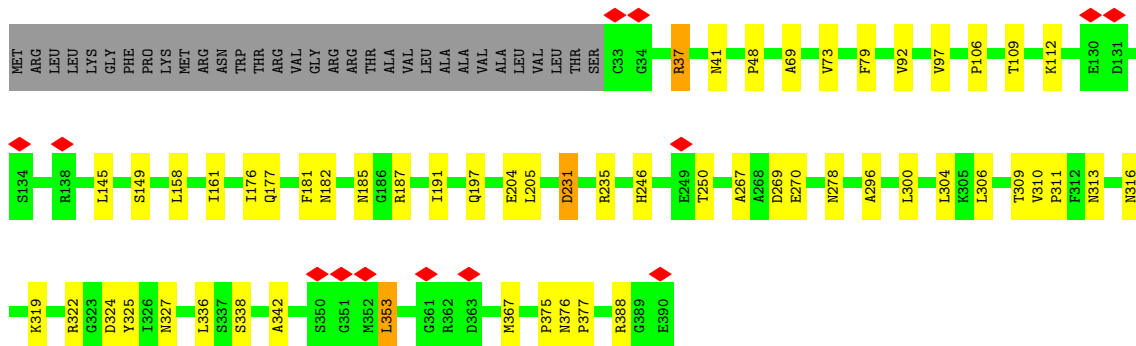 MET ARG LEU LEU LYS GLY PHE PRO LYS MET ARG ASN TRP THR ARG VAL GLY ARG ARG THR ALA VAL LEU ALA ALA VAL ALA LEU VAL LEU THR SER C33 G34 R37 N41 P48 A69 V73 F79 V92 V97 P106 T109 K112 E130 D131
S134 R138 L145 S149 L158 I161 I176 Q177 F181 N182 N185 G186 R187 I191 Q197 E204 L205 D231 R235 H246 E249 T250 A267 A268 D269 E270 N278 A296 L300 L304 K305 L306 T309 V310 P311 F312 N313 N316
K319 R322 G323 D324 Y325 I326 N327 L336 S337 S338 A342 S350 G351 M352 L353 G361 R362 D363 M367 P375 N376 P377 R388 G389 E390